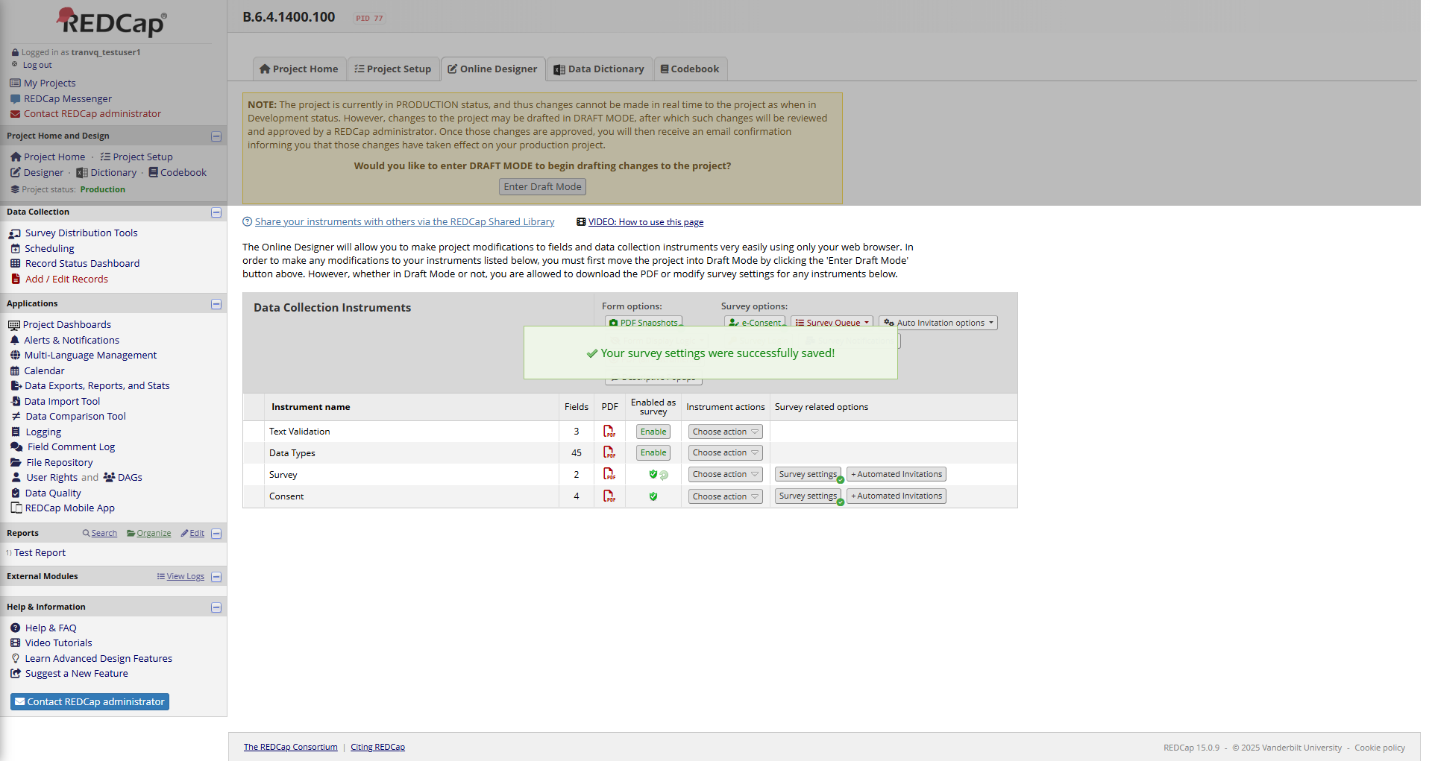 REDCap®
Logged in as tranvq_testuser1
Log out
My Projects
REDCap Messenger
Contact REDCap administrator
Project Home and Design
Project Home · Project Setup
Designer · Dictionary · Codebook
Project status: Production
Data Collection
Survey Distribution Tools
Scheduling
Record Status Dashboard
Add / Edit Records
Applications
Project Dashboards
Alerts & Notifications
Multi-Language Management
Calendar
Data Exports, Reports, and Stats
Data Import Tool
Data Comparison Tool
Logging
Field Comment Log
File Repository
User Rights and DAGs
Data Quality
REDCap Mobile App
Reports Search Organize Edit
1) Test Report
External Modules View Logs
Help & Information
Help & FAQ
Video Tutorials
Learn Advanced Design Features
Suggest a New Feature
Contact REDCap administrator
B.6.4.1400.100 PID 77
Project Home Project Setup Online Designer Data Dictionary Codebook
NOTE: The project is currently in PRODUCTION status, and thus changes cannot be made in real time to the project as when in
Development status. However, changes to the project may be drafted in DRAFT MODE, after which such changes will be reviewed
and approved by a REDCap administrator. Once those changes are approved, you will then receive an email confirmation
informing you that those changes have taken effect on your production project.
Would you like to enter DRAFT MODE to begin drafting changes to the project?
Enter Draft Mode
Share your instruments with others via the REDCap Shared Library VIDEO: How to use this page
The Online Designer will allow you to make project modifications to fields and data collection instruments very easily using only your web browser. In
order to make any modifications to your instruments listed below, you must first move the project into Draft Mode by clicking the 'Enter Draft Mode'
button above. However, whether in Draft Mode or not, you are allowed to download the PDF or modify survey settings for any instruments below.
Data Collection Instruments
Form options: Survey options:
PDF Snapshots e-Consent Survey Queue Auto Invitation options
Your survey settings were successfully saved!
Instrument name Fields PDF Enabled as survey Instrument actions Survey related options
Text Validation 3 PDF Enable Choose action
Data Types 45 PDF Enable Choose action
Survey 2 PDF Choose action Survey settings + Automated Invitations
Consent 4 PDF Choose action Survey settings + Automated Invitations
The REDCap Consortium | Citing REDCap
REDCap 15.0.9 - © 2025 Vanderbilt University - Cookie policy